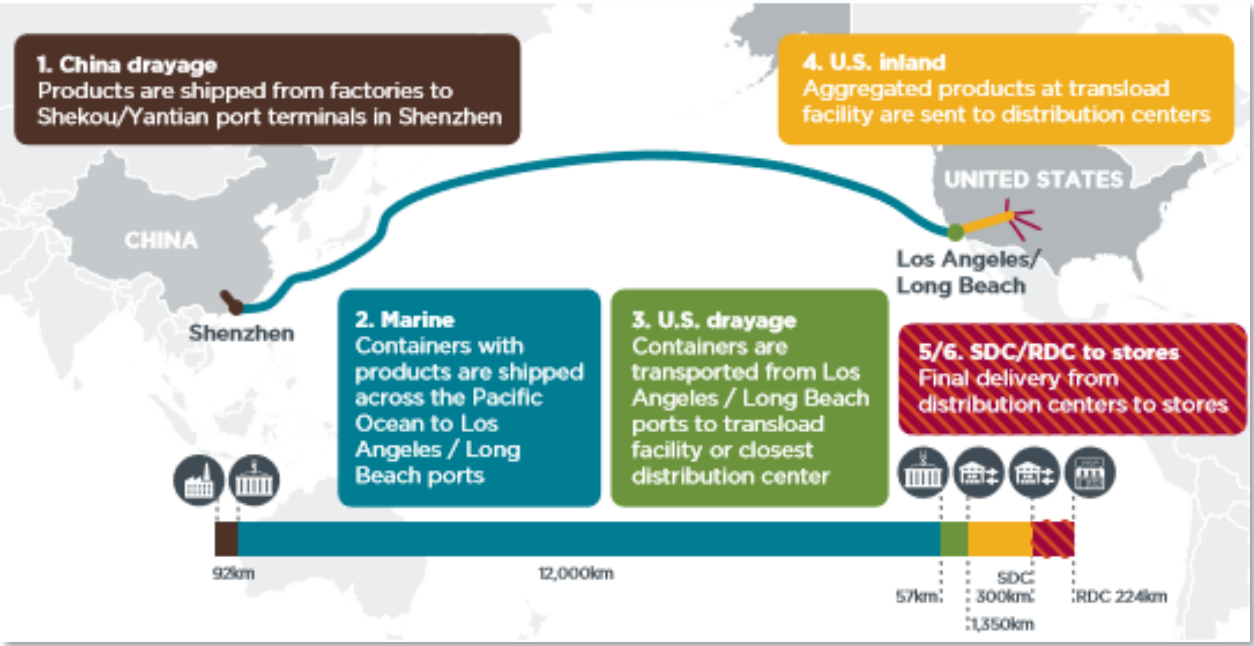 1. China drayage
Products are shipped from factories to
Shekou/Yantian port terminals in Shenzhen
4. U.S. inland
Aggregated products at transload
facility are sent to distribution centers
UNITED STATES
CHINA
Los Angeles/
Long Beach
Shenzhen
2. Marine
Containers with
products are shipped
across the Pacific
Ocean to Los
Angeles / Long
Beach ports
3. U.S. drayage
Containers are
transported from Los
Angeles / Long Beach
ports to transload
facility or closest
distribution center
5/6. SDC/RDC to stores
Final delivery from
distribution centers to stores
92km
12,000km
57km
SDC
300km
RDC 224km
1,350km